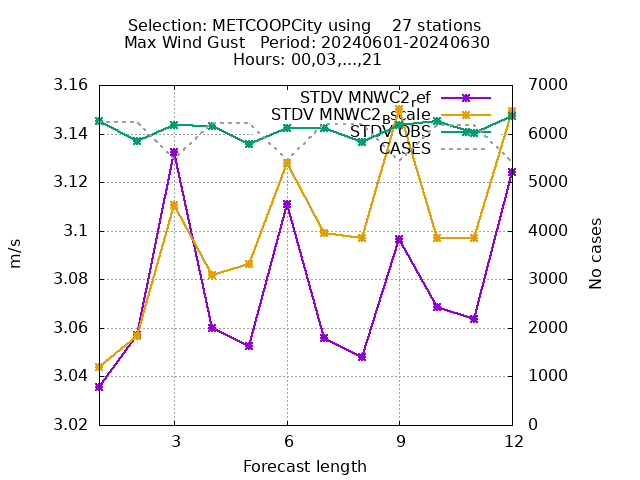 Selection: METCOOPCity using    27 stations
Max Wind Gust   Period: 20240601-20240630
Hours: 00,03,...,21
STDV MNWC2_ref
STDV MNWC2_Bscale
STDV OBS
CASES
3.16
3.14
3.12
3.1
3.08
3.06
3.04
3.02
7000
6000
5000
4000
3000
2000
1000
0
m/s
No cases
3
6
9
12
Forecast length